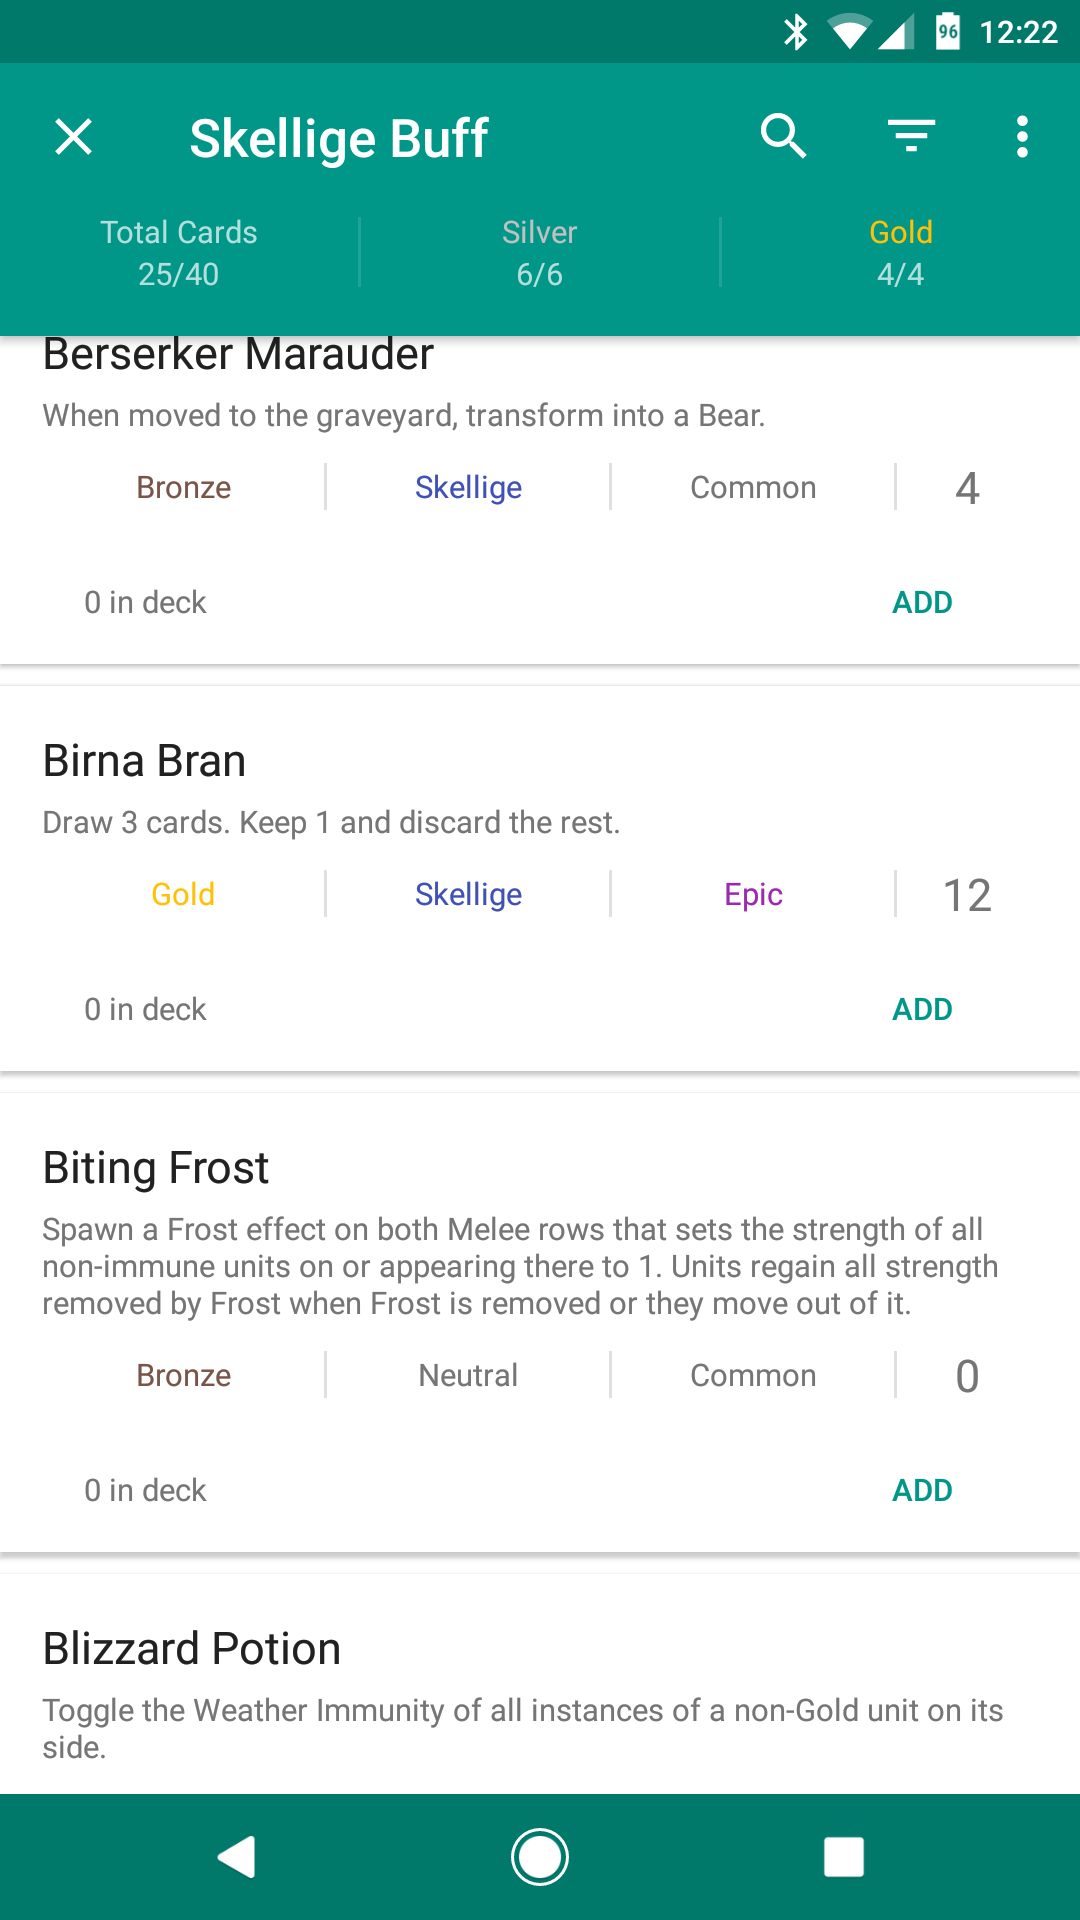 96 12:22
Skellige Buff
Total Cards Silver Gold
25/40 6/6 4/4
Berserker Marauder
When moved to the graveyard, transform into a Bear.
Bronze Skellige Common 4
0 in deck ADD
Birna Bran
Draw 3 cards. Keep 1 and discard the rest.
Gold Skellige Epic 12
0 in deck ADD
Biting Frost
Spawn a Frost effect on both Melee rows that sets the strength of all
non-immune units on or appearing there to 1. Units regain all strength
removed by Frost when Frost is removed or they move out of it.
Bronze Neutral Common 0
0 in deck ADD
Blizzard Potion
Toggle the Weather Immunity of all instances of a non-Gold unit on its
side.